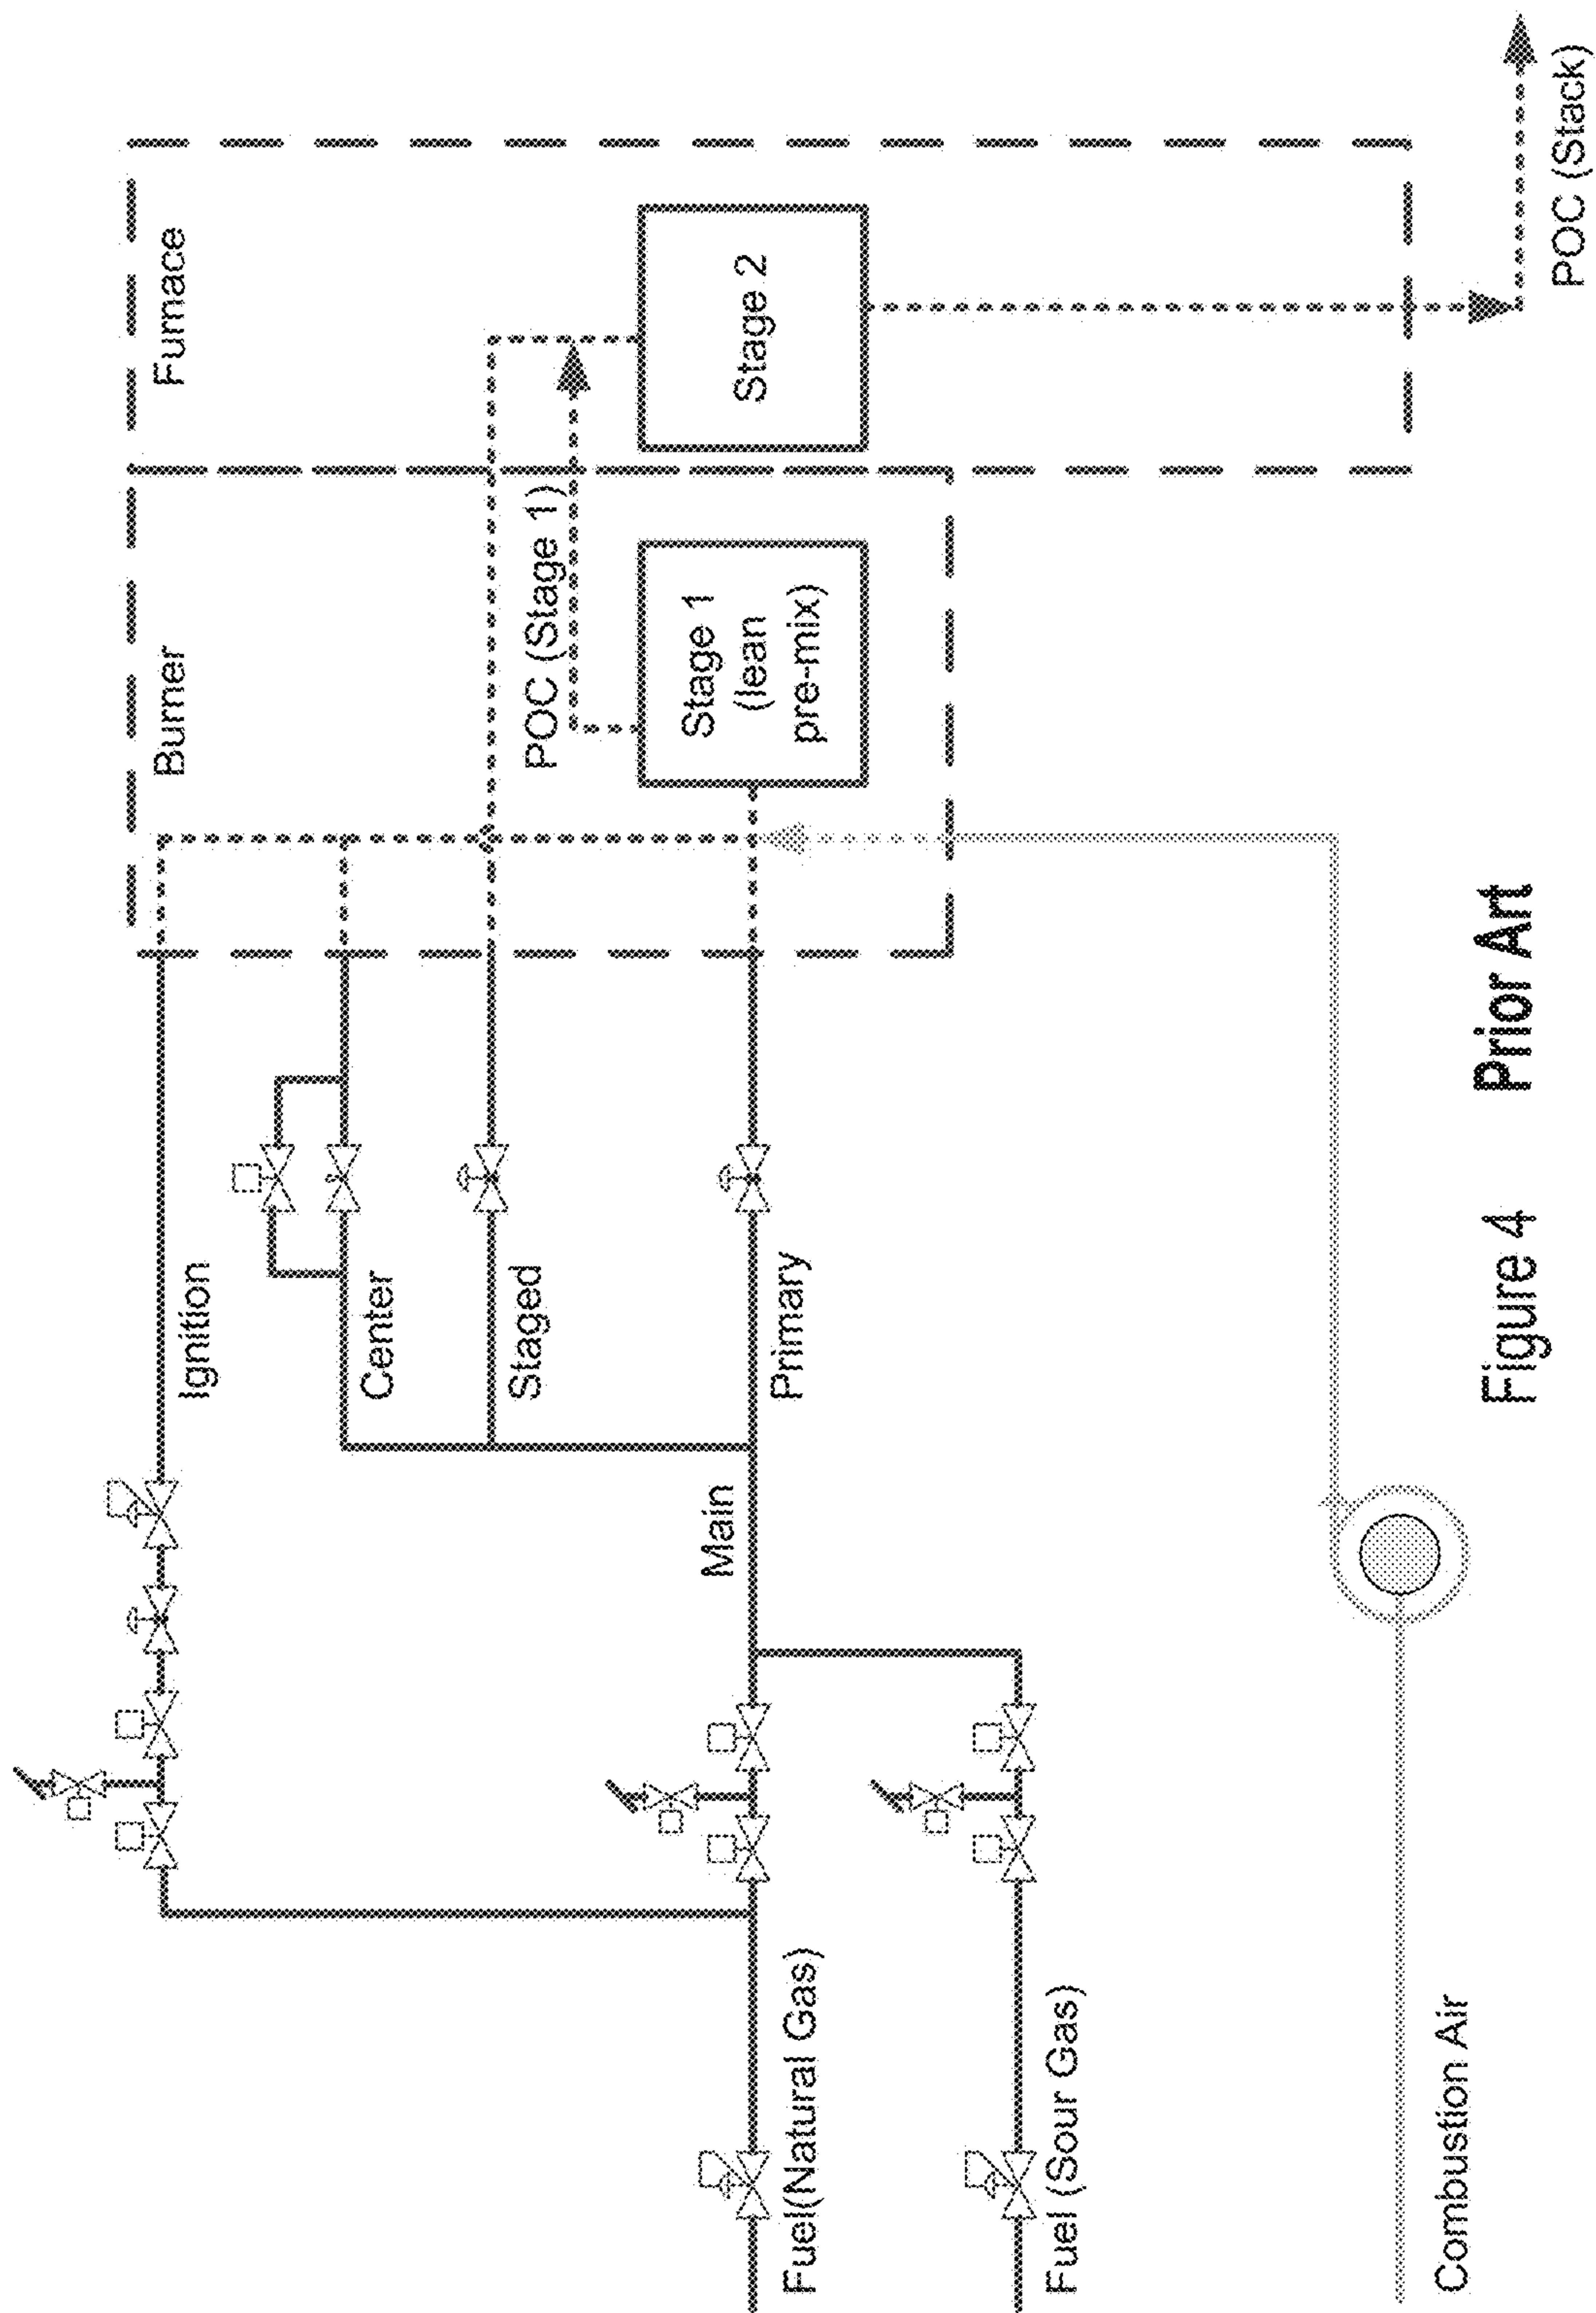 Furnace
Burner
POC (Stage 1)
Stage 1
(lean
pre-mix)
Stage 2
POC (Stack)
Ignition
Center
Staged
Primary
Main
Fuel(Natural Gas)
Fuel (Sour Gas)
Combustion Air
Figure 4
Prior Art